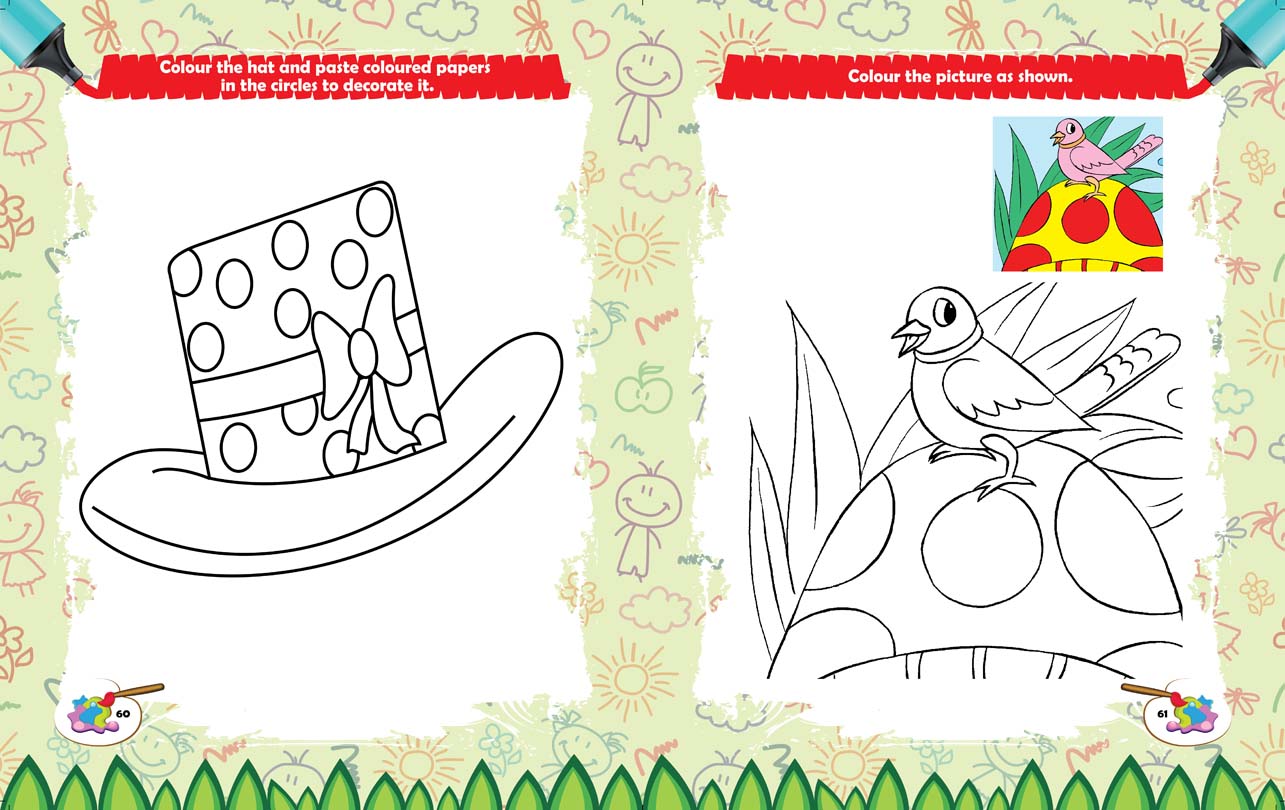 Colour the hat and paste coloured papers
in the circles to decorate it.
60
Colour the picture as shown.
61